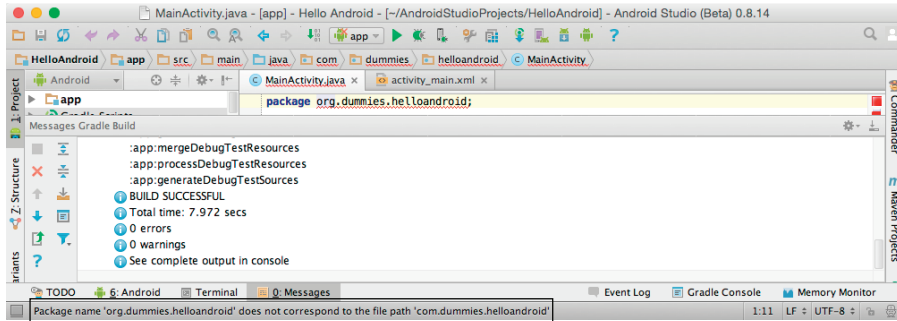 MainActivity.java - [app] - Hello Android - [~/AndroidStudioProjects/HelloAndroid] - Android Studio (Beta) 0.8.14
app
?
HelloAndroid app src main java com dummies helloandroid MainActivity
1: Project
Android
MainActivity.java × activity_main.xml ×
app
package org.dummies.helloandroid;
Gradle Scripts
Commander
Messages Gradle Build
:app:mergeDebugTestResources
:app:processDebugTestResources
:app:generateDebugTestSources
BUILD SUCCESSFUL
Total time: 7.972 secs
0 errors
0 warnings
See complete output in console
?
Z: Structure
Maven Projects
TODO 6: Android Terminal 0: Messages Event Log Gradle Console Memory Monitor
Package name 'org.dummies.helloandroid' does not correspond to the file path 'com.dummies.helloandroid' 1:11 LF UTF-8